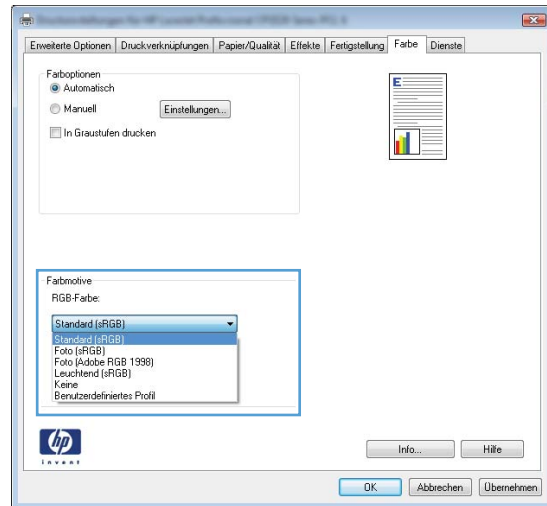 Erweiterte Optionen Druckverknüpfungen Papier/Qualität Effekte Fertigstellung Farbe Dienste
Farboptionen
Automatisch
Manuell Einstellungen...
In Graustufen drucken
E
Farbmotive
RGB-Farbe:
Standard (sRGB)
Standard (sRGB)
Foto (sRGB)
Foto (Adobe RGB 1998)
Leuchtend (sRGB)
Keine
Benutzerdefiniertes Profil
hp
invent
Info... Hilfe
OK Abbrechen Übernehmen